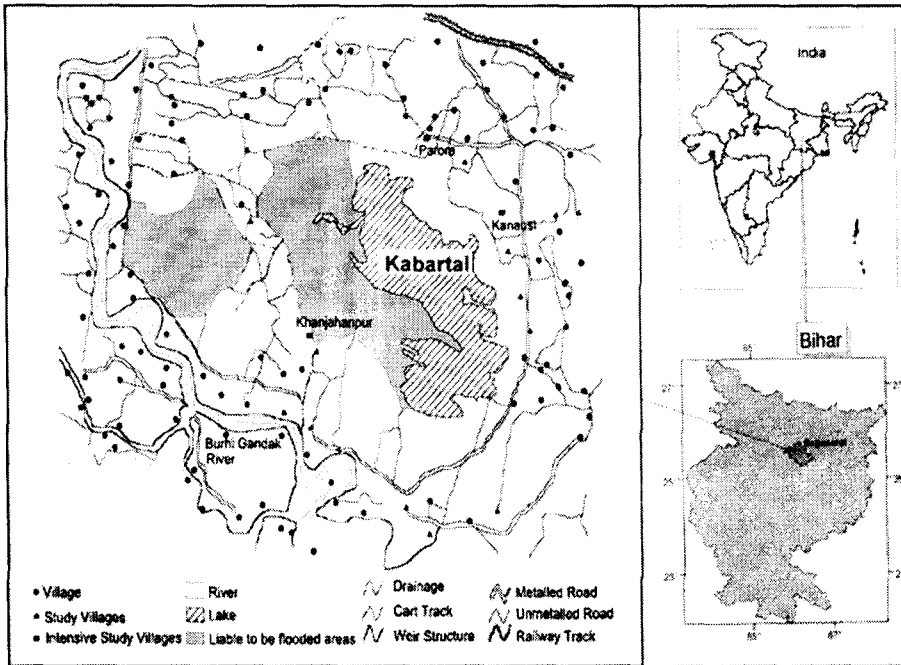 India
Parora
Kabartal
Khanjahanpur
Burhi Gandak
River
Bihar
Village
Study Villages
Intensive Study Villages
River
Lake
Liable to be flooded areas
Drainage
Cart Track
Weir Structure
Metalled Road
Unmetalled Road
Railway Track